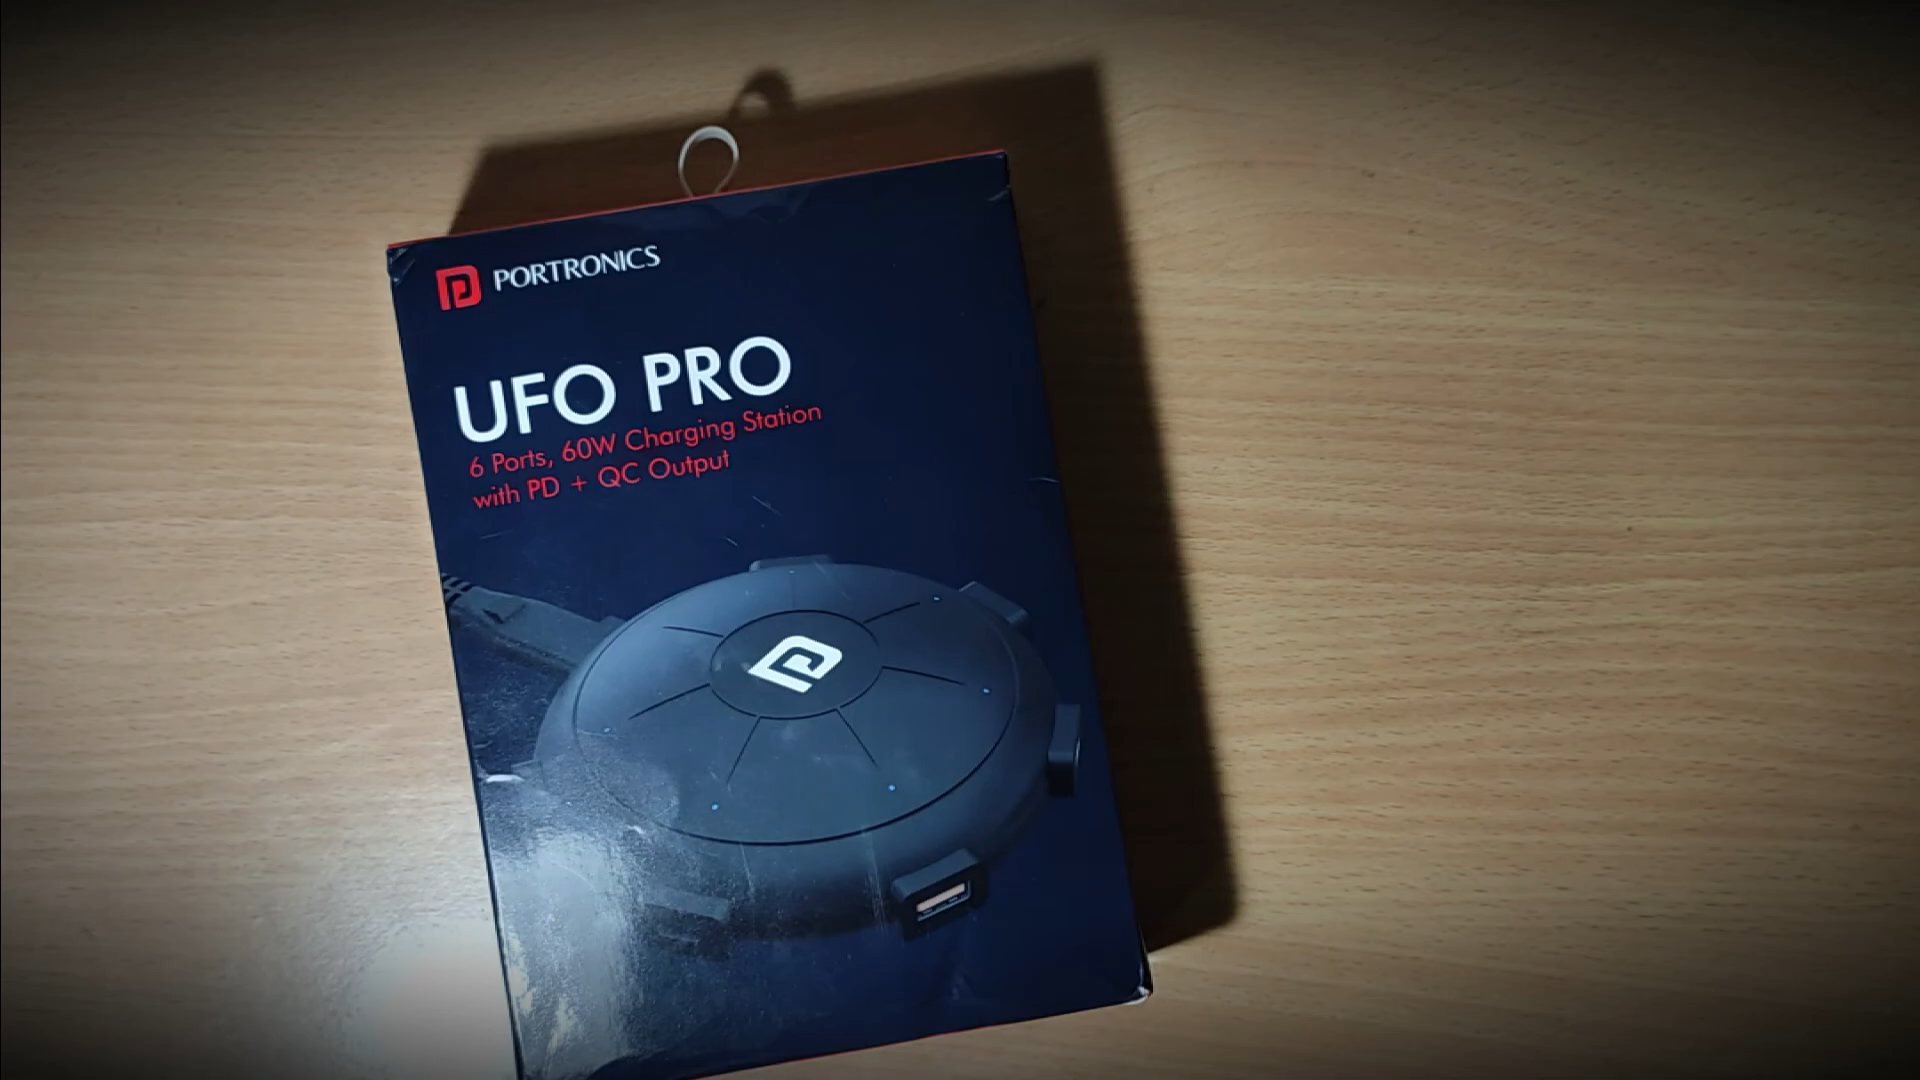 PORTRONICS
UFO PRO
6 Ports, 60W Charging Station
with PD + QC Output